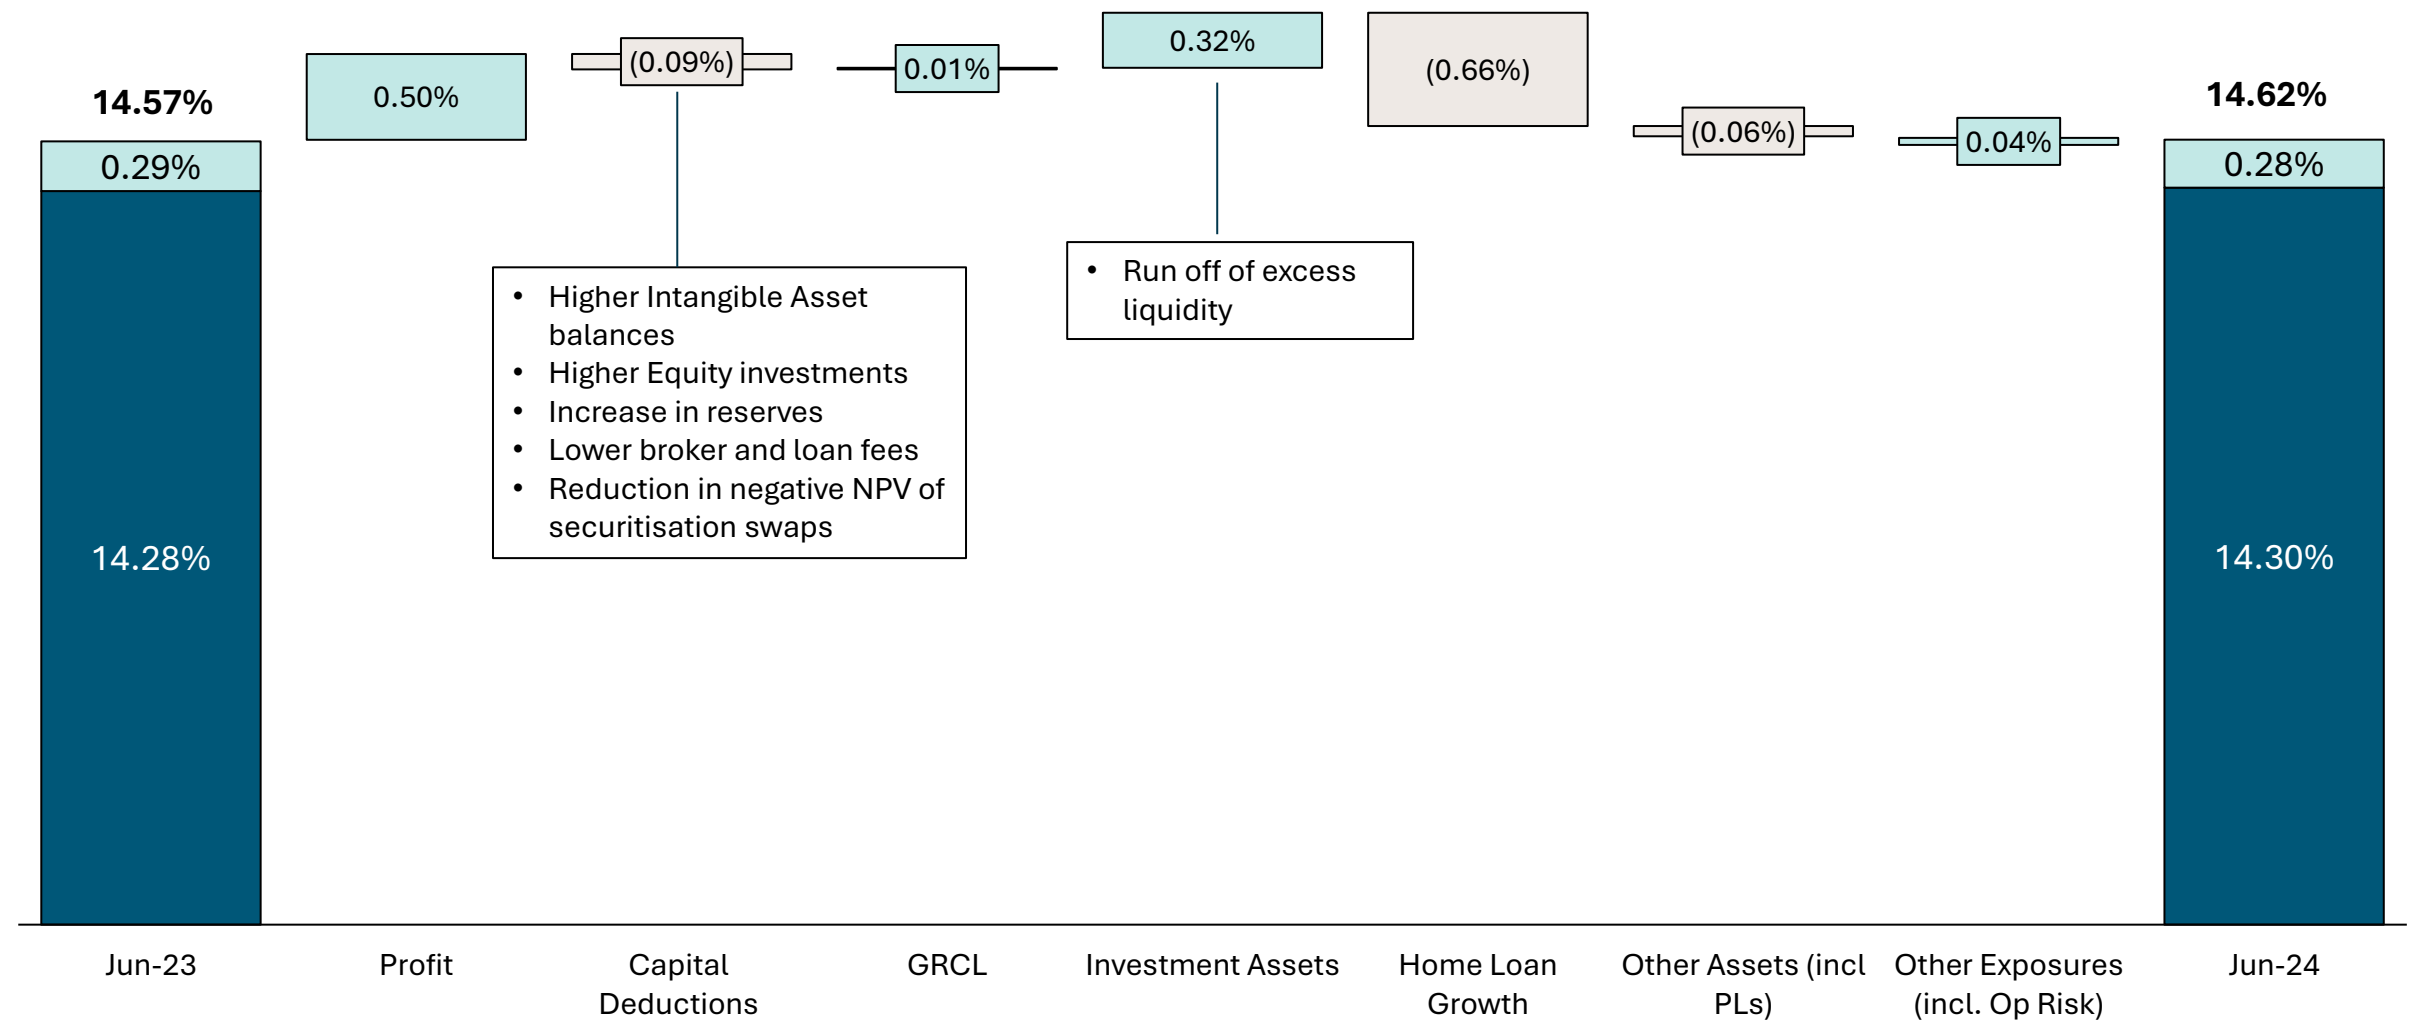 14.57%
0.29%
14.28%
0.50%
(0.09%)
0.01%
0.32%
(0.66%)
(0.06%)
0.04%
14.62%
0.28%
14.30%
• Higher Intangible Asset
balances
• Higher Equity investments
• Increase in reserves
• Lower broker and loan fees
• Reduction in negative NPV of
securitisation swaps
• Run off of excess
liquidity
Jun-23
Profit
Capital
Deductions
GRCL
Investment Assets
Home Loan
Growth
Other Assets (incl
PLs)
Other Exposures
(incl. Op Risk)
Jun-24